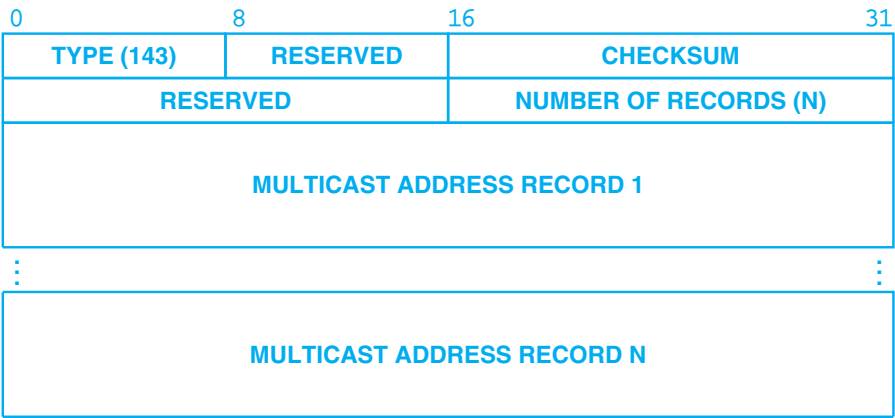 0 8 16 31
TYPE (143) RESERVED CHECKSUM
RESERVED NUMBER OF RECORDS (N)
MULTICAST ADDRESS RECORD 1
MULTICAST ADDRESS RECORD N